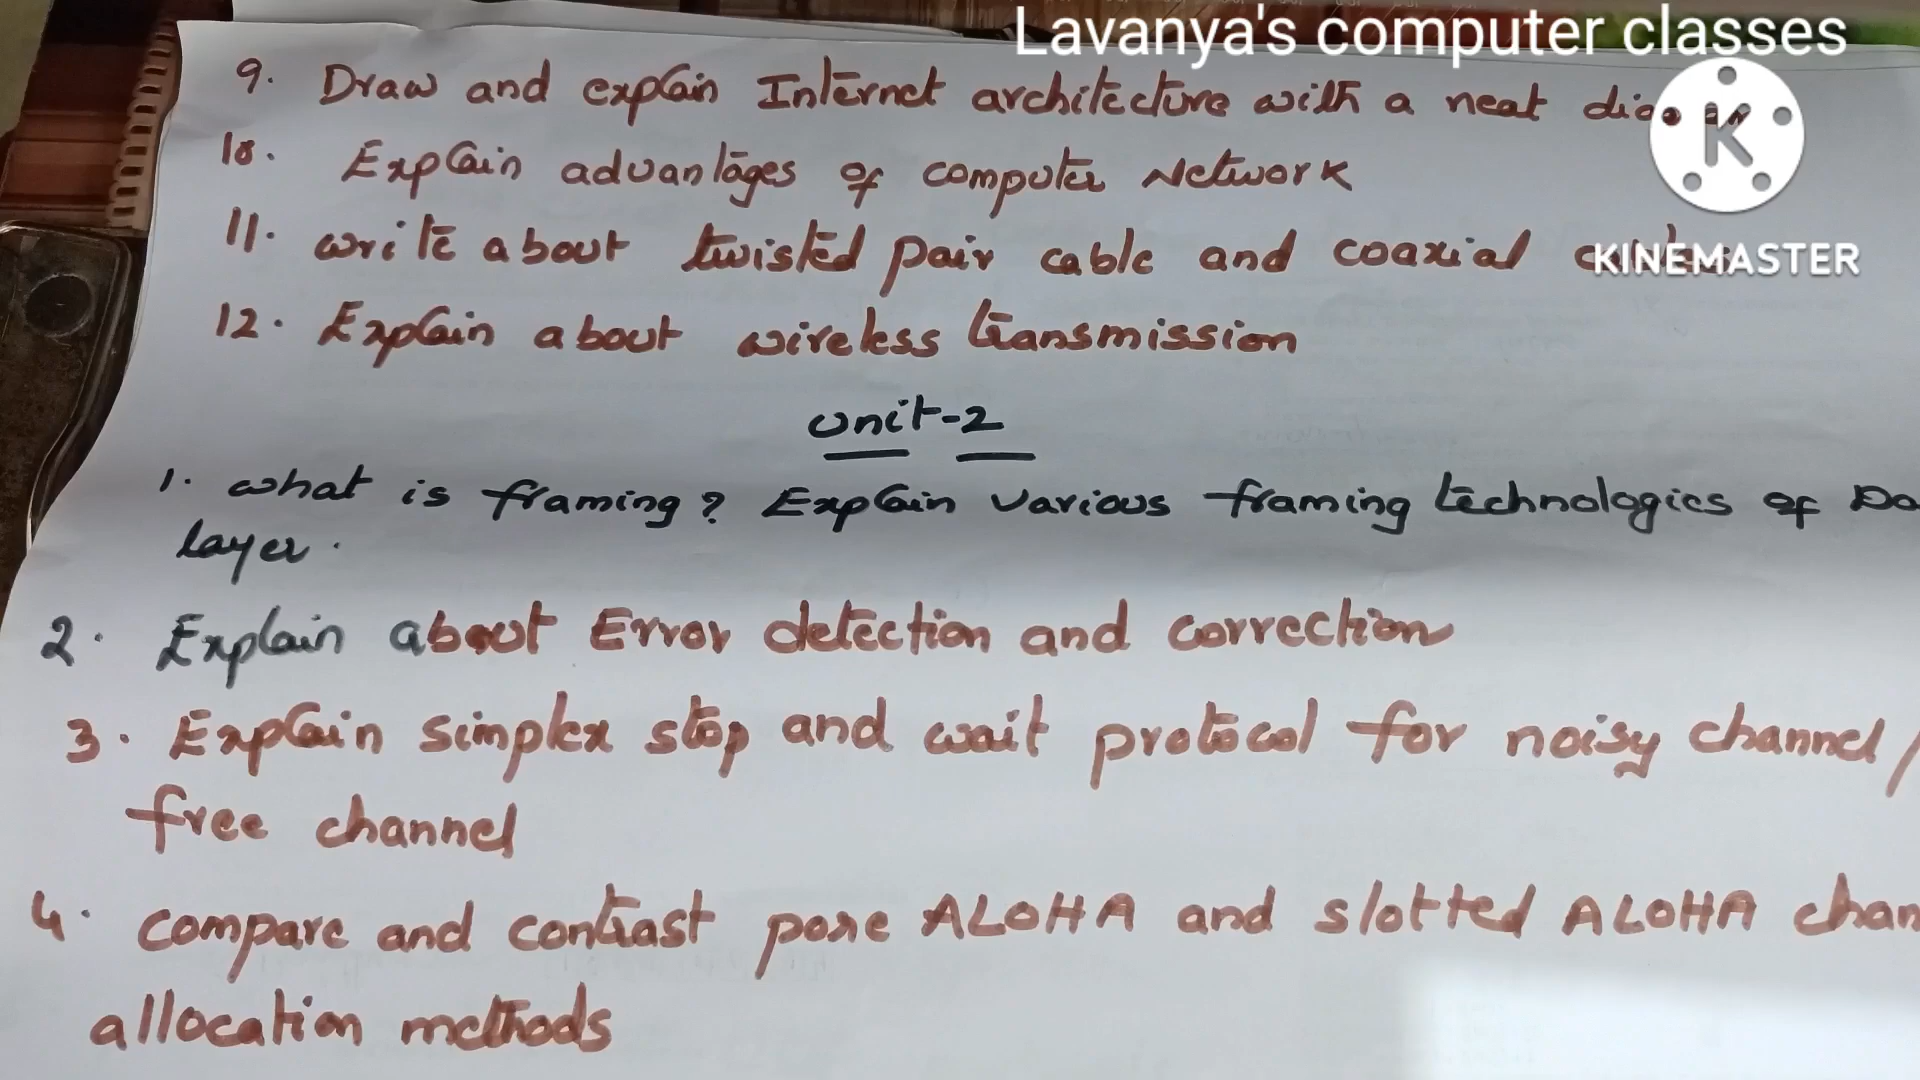 Lavanya's computer classes
9. Draw and explain Internet architecture with a neat
10. Explain advantages of computer Network
11. write about twisted pair cable and coaxial
KINEMASTER
12. Explain about wireless transmission
Unit-2
1. what is framing? Explain various framing technologies of Da
layer.
2. Explain about Error detection and correction
3. Explain simplex stop and wait protocol for noisy channel/
free channel
4. compare and contrast pore ALOHA and slotted ALOHA chan
allocation methods